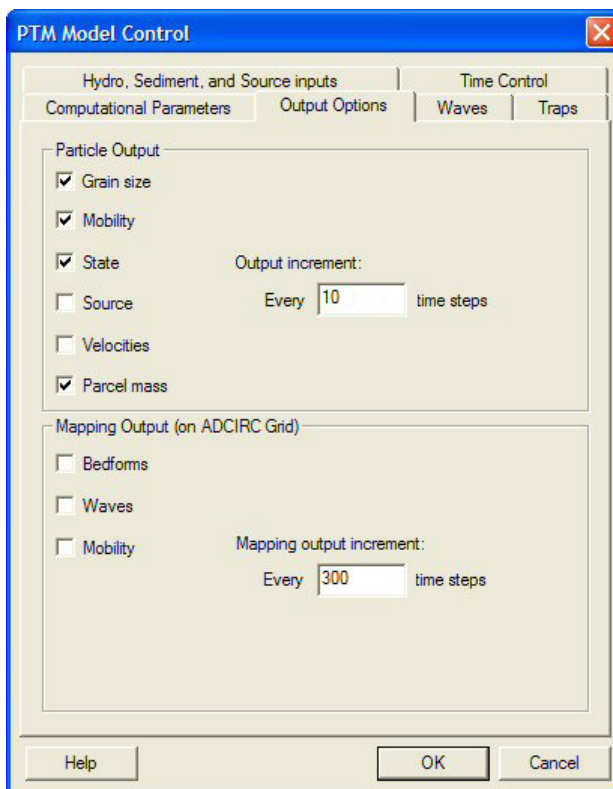 PTM Model Control
Hydro, Sediment, and Source inputs Time Control
Computational Parameters Output Options Waves Traps
Particle Output
Grain size
Mobility
State Output increment:
Source Every 10 time steps
Velocities
Parcel mass
Mapping Output (on ADCIRC Grid)
Bedforms
Waves
Mobility Mapping output increment:
Every 300 time steps
Help OK Cancel